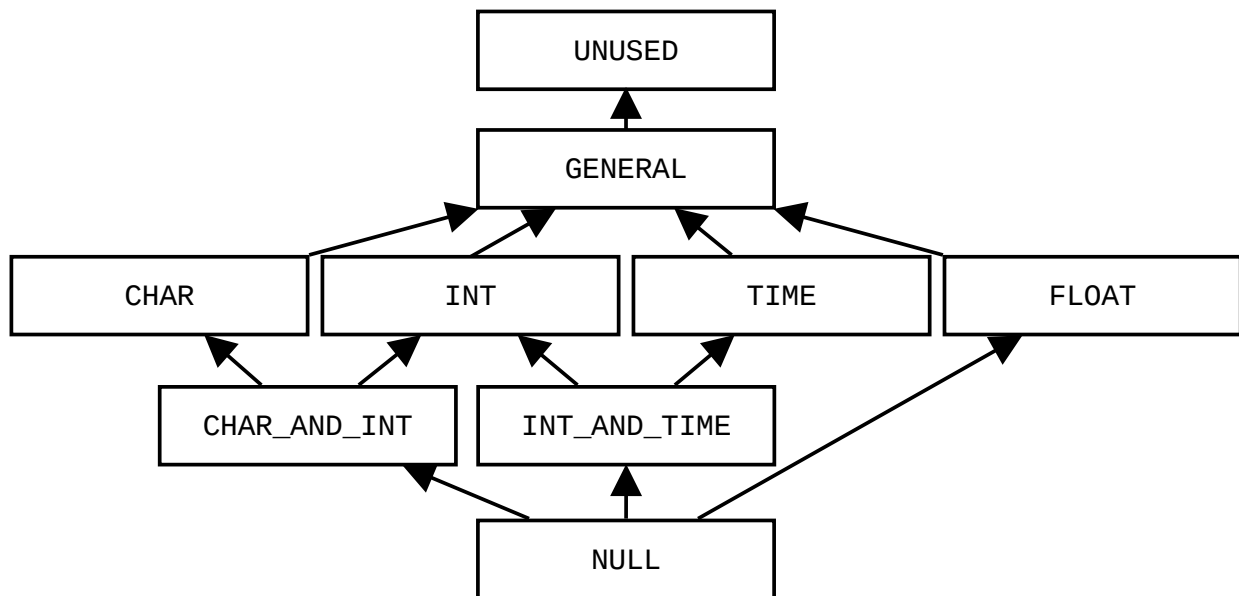 UNUSED
GENERAL
CHAR
INT
TIME
FLOAT
CHAR_AND_INT
INT_AND_TIME
NULL